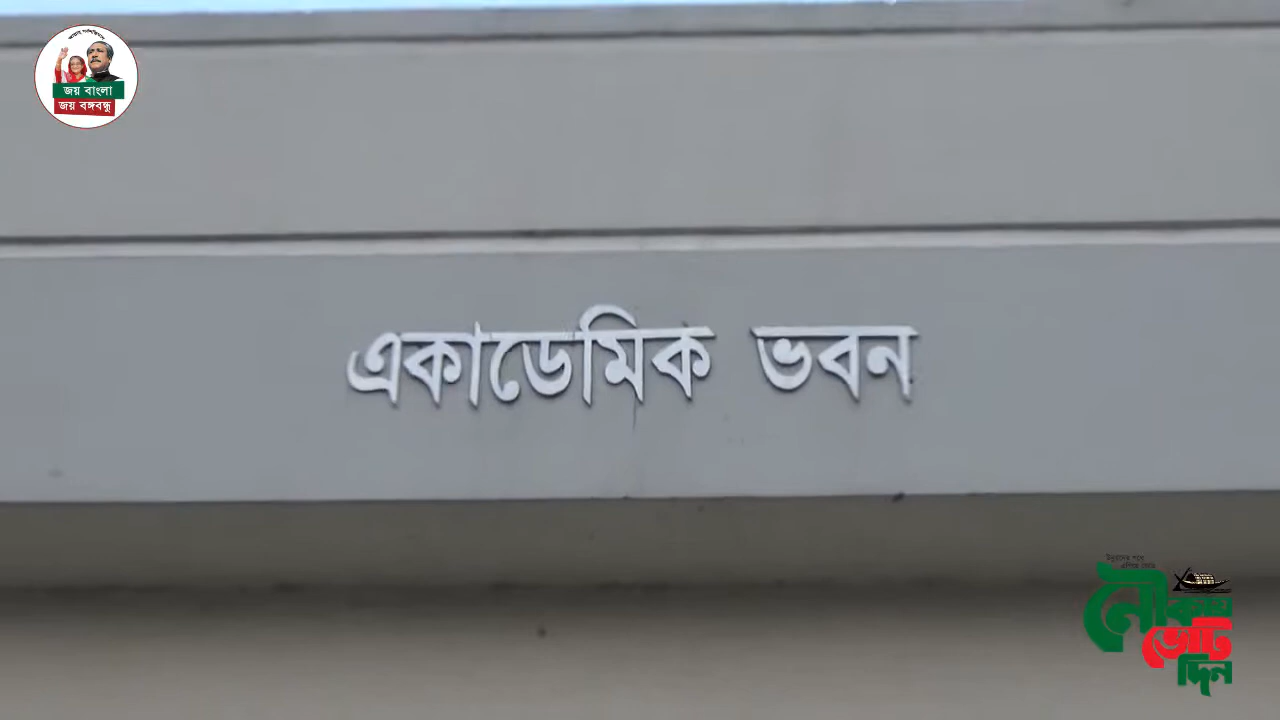 জয় বাংলা
জয় বঙ্গবন্ধু
একাডেমিক ভবন
নৌকায়
ভোট
দিন